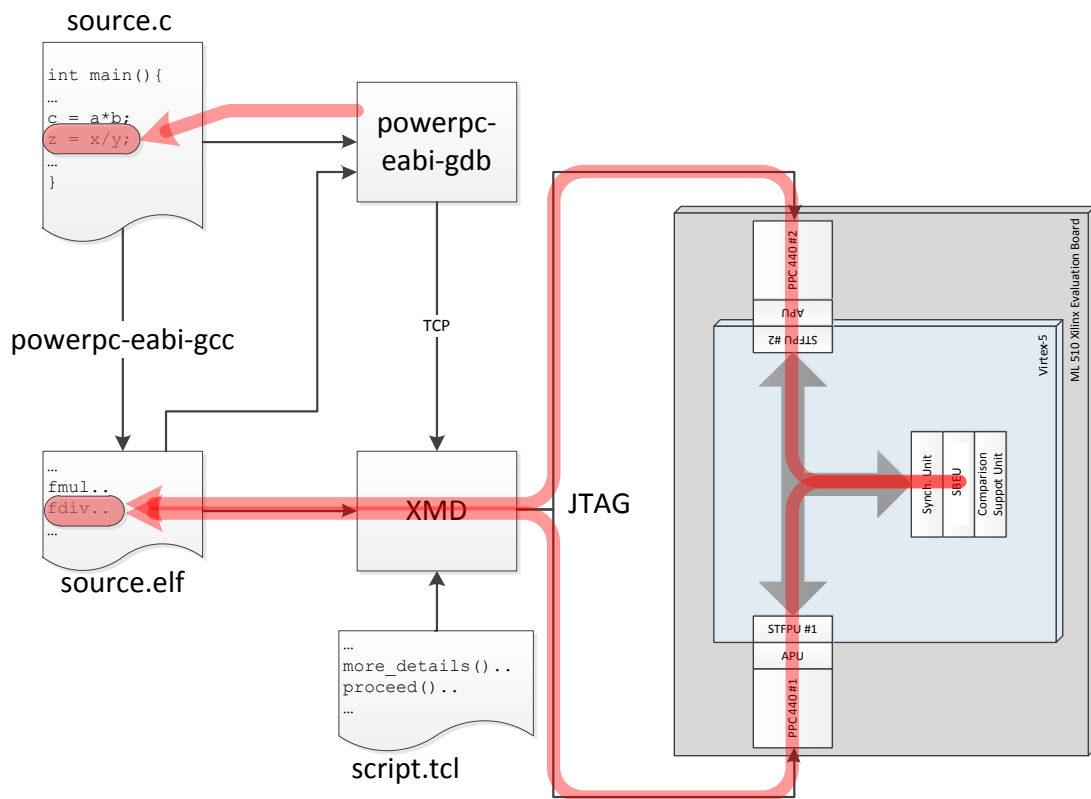 source.c
int main(){
…
c = a*b;
z = x/y;
…
}
powerpc-
eabi-gdb
powerpc-eabi-gcc
TCP
…
fmul..
fdiv..
…
source.elf
XMD
JTAG
…
more_details()..
proceed()..
…
script.tcl
PPC 440 #2
APU
STFPU #2
Virtex-5
ML 510 Xilinx Evaluation Board
Synch. Unit
SBEU
Comparison
Suppot Unit
STFPU #1
APU
PPC 440 #1